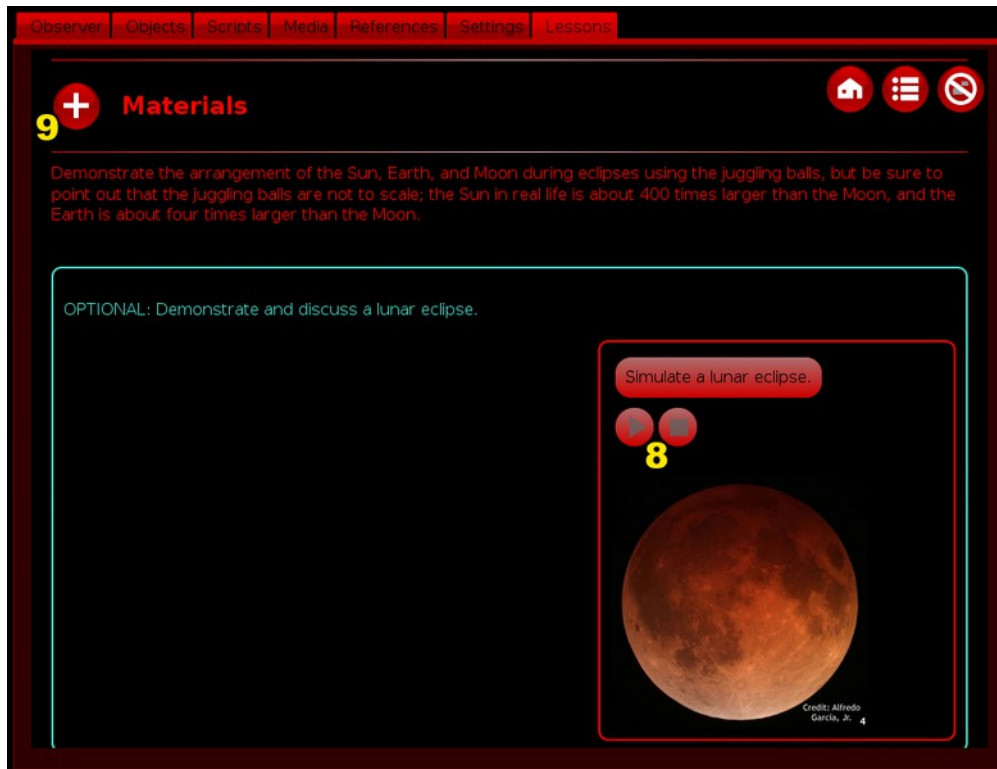 Observer Objects Scripts Media References Settings Lessons
9
Materials
Demonstrate the arrangement of the Sun, Earth, and Moon during eclipses using the juggling balls, but be sure to
point out that the juggling balls are not to scale; the Sun in real life is about 400 times larger than the Moon, and the
Earth is about four times larger than the Moon.
OPTIONAL: Demonstrate and discuss a lunar eclipse.
Simulate a lunar eclipse.
8
Credit: Alfredo
Garcia, Jr. 4